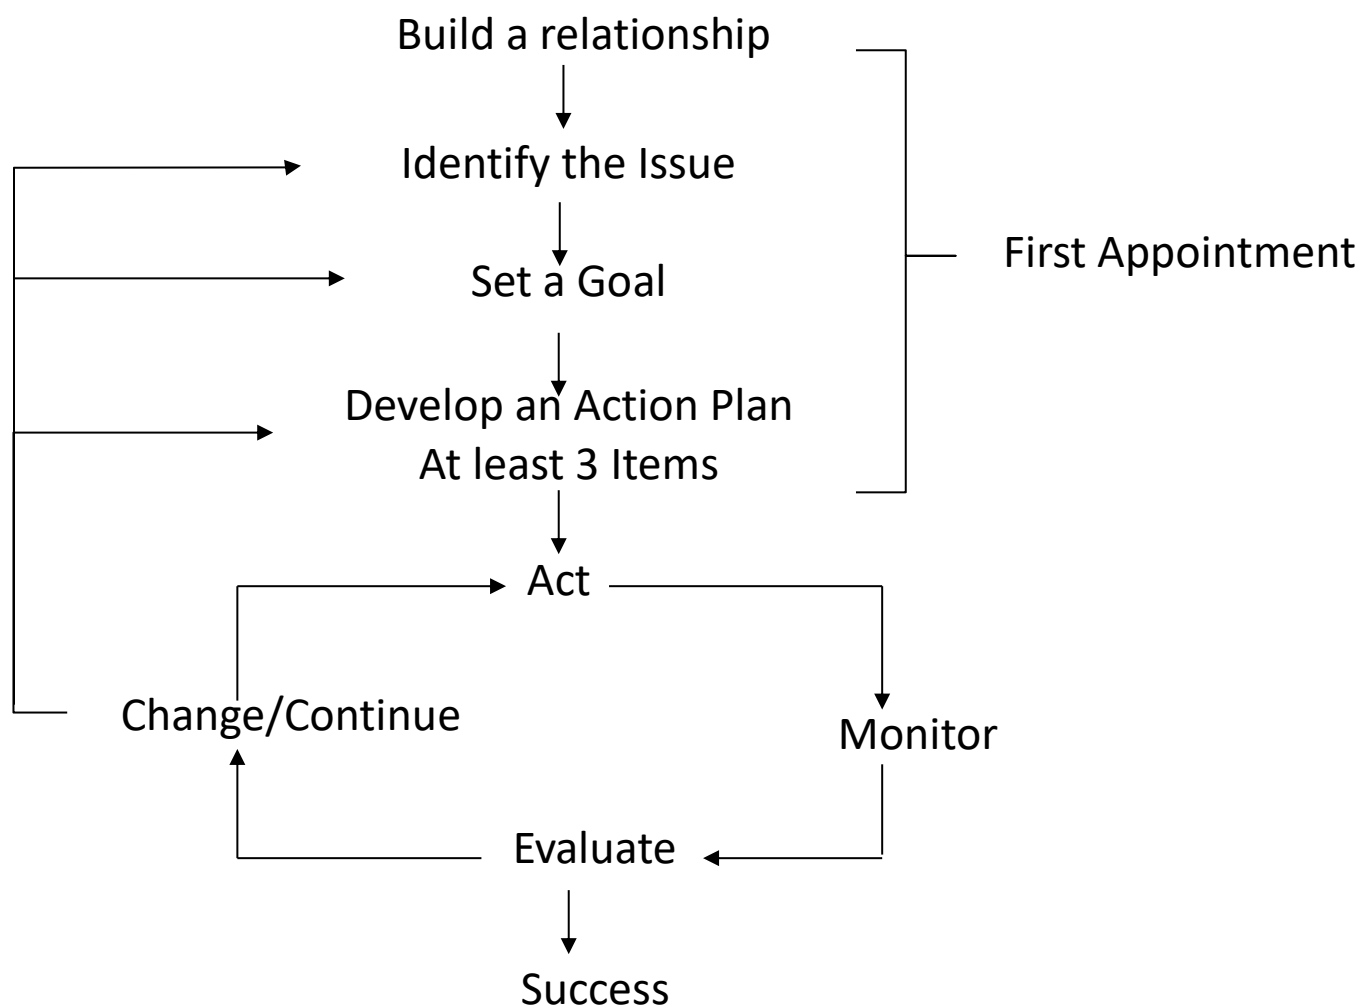 Build a relationship
Identify the Issue
First Appointment
Set a Goal
Develop an Action Plan
At least 3 Items
Act
Change/Continue
Monitor
Evaluate
Success